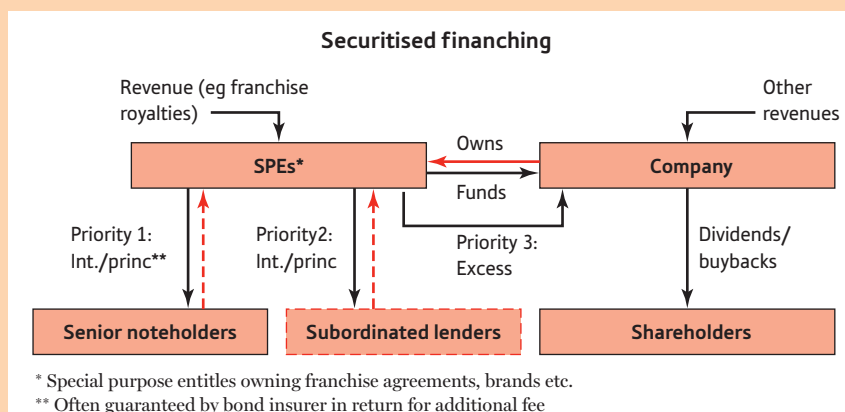 Securitised finanching
Revenue (eg franchise
royalties)
Other
revenues
Owns
SPEs*
Company
Funds
Priority 1:
Int./princ**
Priority2:
Int./princ
Priority 3:
Excess
Dividends/
buybacks
Senior noteholders
Subordinated lenders
Shareholders
* Special purpose entitles owning franchise agreements, brands etc.
** Often guaranteed by bond insurer in return for additional fee